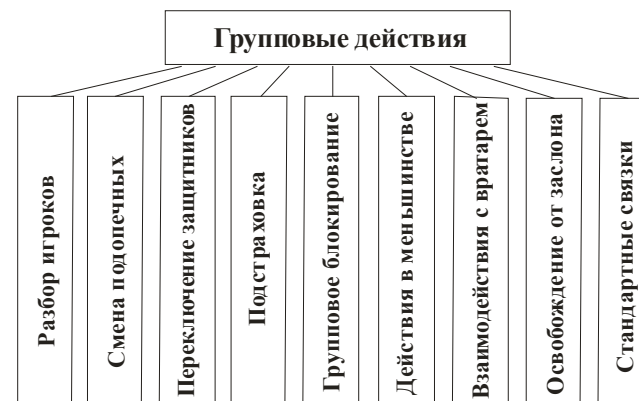 Групповые действия
Разбор игроков
Смена подопечных
Переключение защитников
Подстраховка
Групповое блокирование
Действия в меньшинстве
Взаимодействия с вратарем
Освобождение от заслона
Стандартные связки